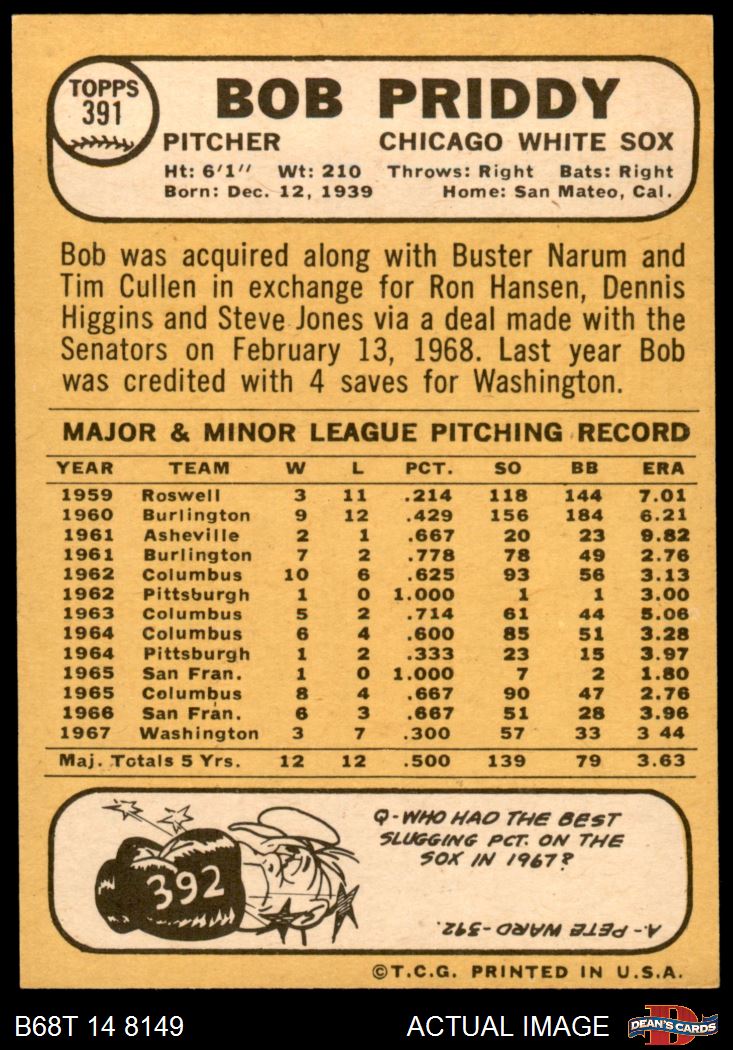 TOPPS
391
BOB PRIDDY
PITCHER CHICAGO WHITE SOX
Ht: 6'1" Wt: 210 Throws: Right Bats: Right
Born: Dec. 12, 1939 Home: San Mateo, Cal.
Bob was acquired along with Buster Narum and
Tim Cullen in exchange for Ron Hansen, Dennis
Higgins and Steve Jones via a deal made with the
Senators on February 13, 1968. Last year Bob
was credited with 4 saves for Washington.
MAJOR & MINOR LEAGUE PITCHING RECORD
YEAR TEAM W L PCT. SO BB ERA
1959 Roswell 3 11 .214 118 144 7.01
1960 Burlington 9 12 .429 156 184 6.21
1961 Asheville 2 1 .667 20 23 9.82
1961 Burlington 7 2 .778 78 49 2.76
1962 Columbus 10 6 .625 93 56 3.13
1962 Pittsburgh 1 0 1.000 1 1 3.00
1963 Columbus 5 2 .714 61 44 5.06
1964 Columbus 6 4 .600 85 51 3.28
1964 Pittsburgh 1 2 .333 23 15 3.97
1965 San Fran. 1 0 1.000 7 2 1.80
1965 Columbus 8 4 .667 90 47 2.76
1966 San Fran. 6 3 .667 51 28 3.96
1967 Washington 3 7 .300 57 33 3 44
Maj. Totals 5 Yrs. 12 12 .500 139 79 3.63
Q-WHO HAD THE BEST
SLUGGING PCT. ON THE
SOX IN 1967?
392
A-PETE WARD-.392.
©T.C.G. PRINTED IN U.S.A.
B68T 14 8149 ACTUAL IMAGE DEAN'S CARDS